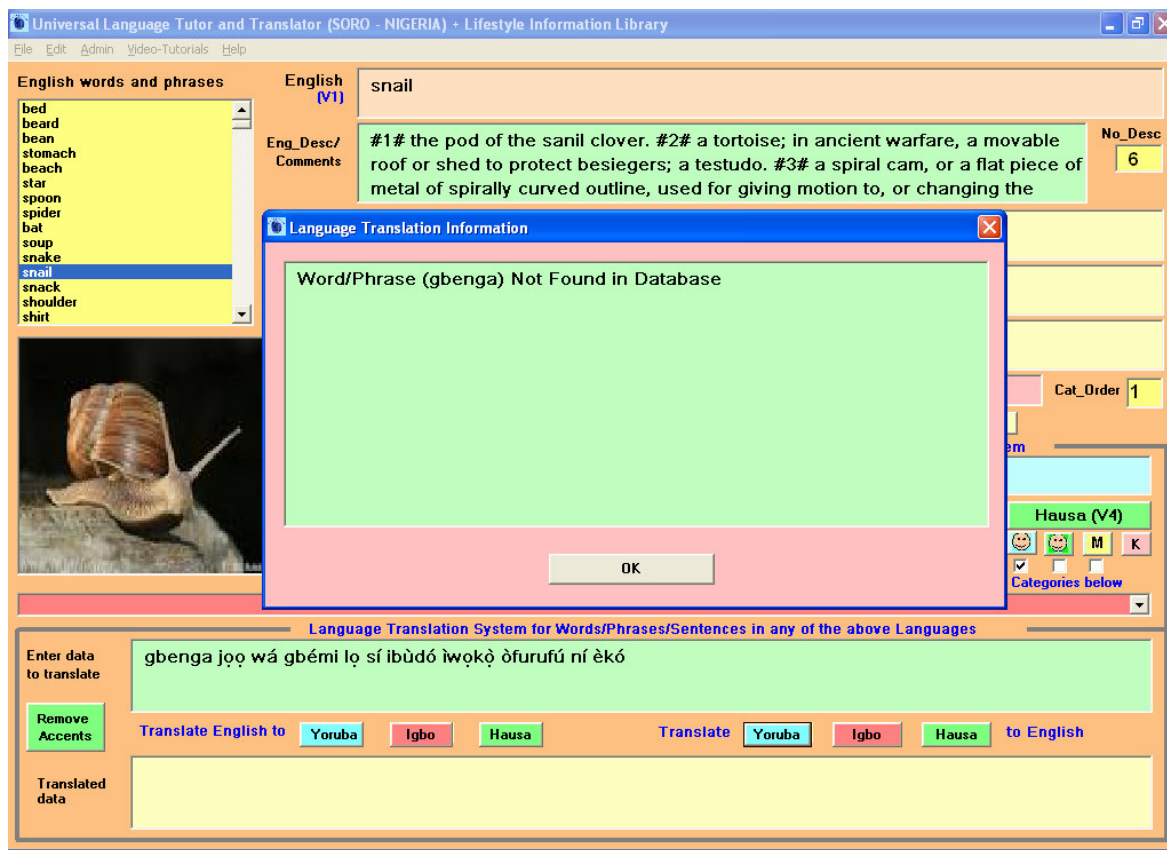 Universal Language Tutor and Translator (SORO - NIGERIA) + Lifestyle Information Library
File Edit Admin Video-Tutorials Help
English words and phrases
bed
beard
bean
stomach
beach
star
spoon
spider
bat
soup
snake
snail
snack
shoulder
shirt
English
(V1)
snail
Eng_Desc/
Comments
#1# the pod of the sanil clover. #2# a tortoise; in ancient warfare, a movable
roof or shed to protect besiegers; a testudo. #3# a spiral cam, or a flat piece of
metal of spirally curved outline, used for giving motion to, or changing the
No_Desc
6
Language Translation Information
Word/Phrase (gbenga) Not Found in Database
OK
Cat_Order 1
em
Hausa (V4)
M K
Categories below
Language Translation System for Words/Phrases/Sentences in any of the above Languages
Enter data
to translate
gbenga jọọ wá gbémi lọ sí ibùdó ìwọkọ̀ òfurufú ní èkó
Remove
Accents
Translate English to Yoruba Igbo Hausa Translate Yoruba Igbo Hausa to English
Translated
data